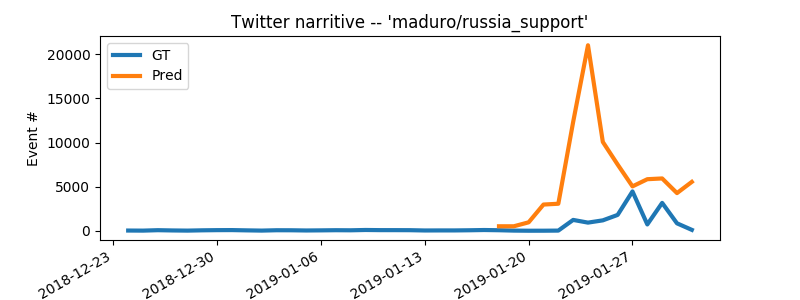 Twitter narritive -- 'maduro/russia_support'
GT
Pred
Event #
20000
15000
10000
5000
0
2018-12-23
2018-12-30
2019-01-06
2019-01-13
2019-01-20
2019-01-27